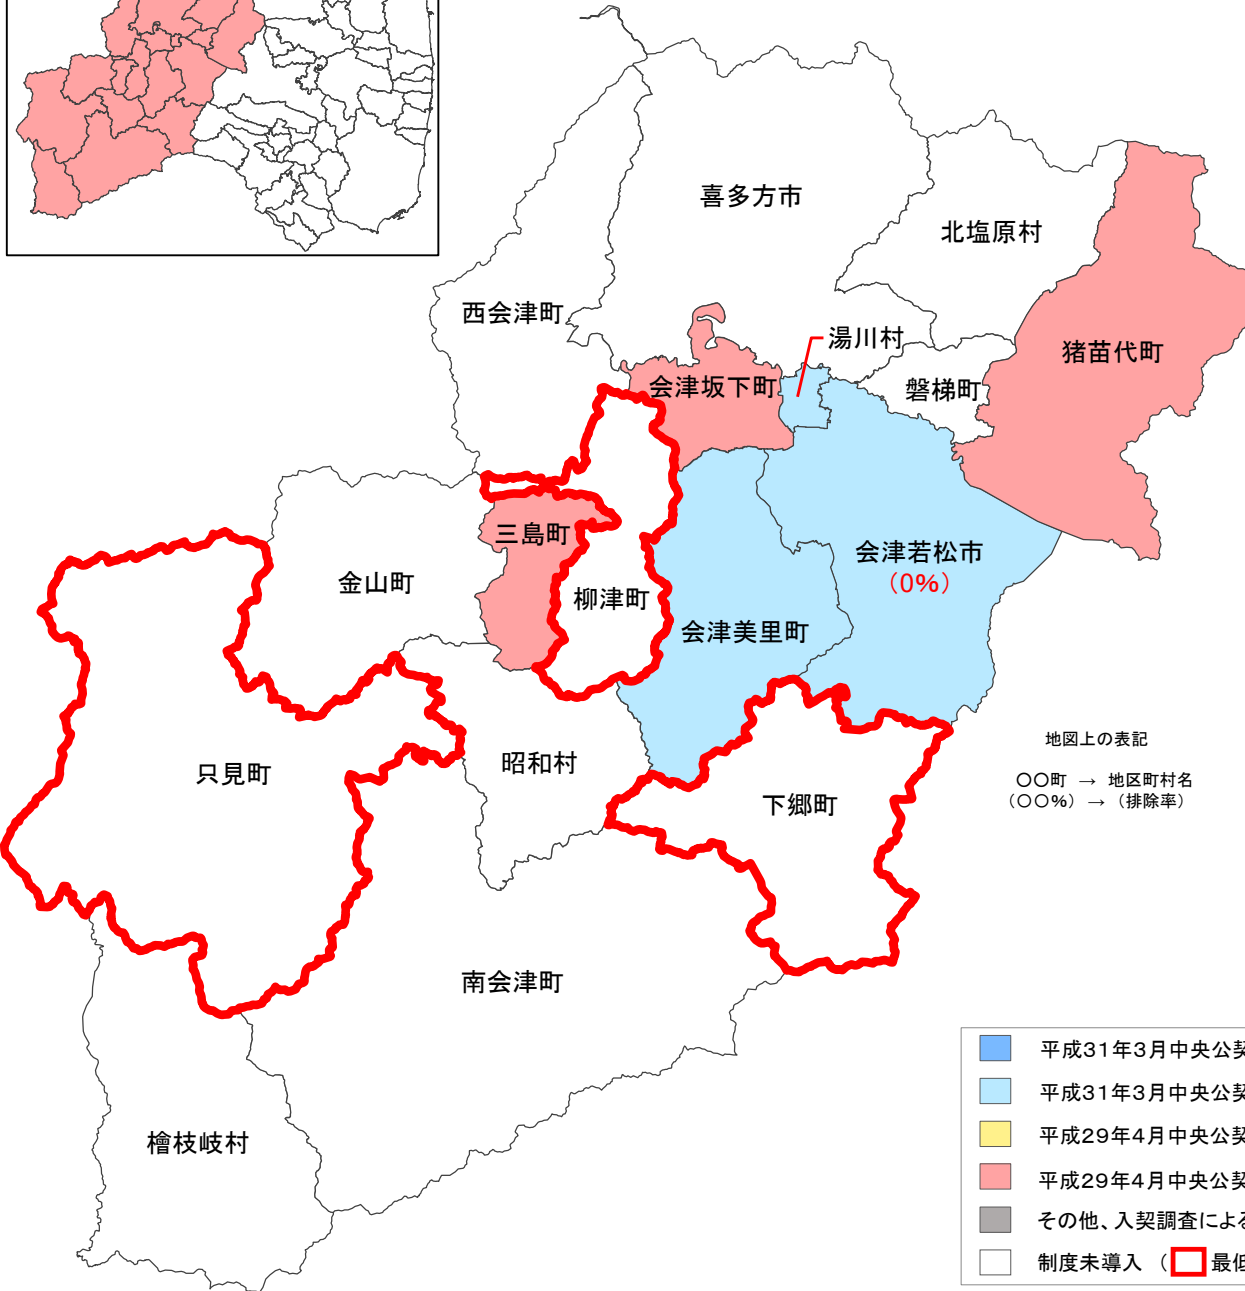 喜多方市
北塩原村
西会津町
湯川村
猪苗代町
会津坂下町
磐梯町
三島町
会津若松市
(0%)
金山町
柳津町
会津美里町
地図上の表記
昭和村
只見町
○○町 → 地区町村名
(○○%) → (排除率)
下郷町
南会津町
平成31年3月中央公契
平成31年3月中央公契
平成29年4月中央公契
檜枝岐村
平成29年4月中央公契
その他、入契調査による
制度未導入 ( 最低